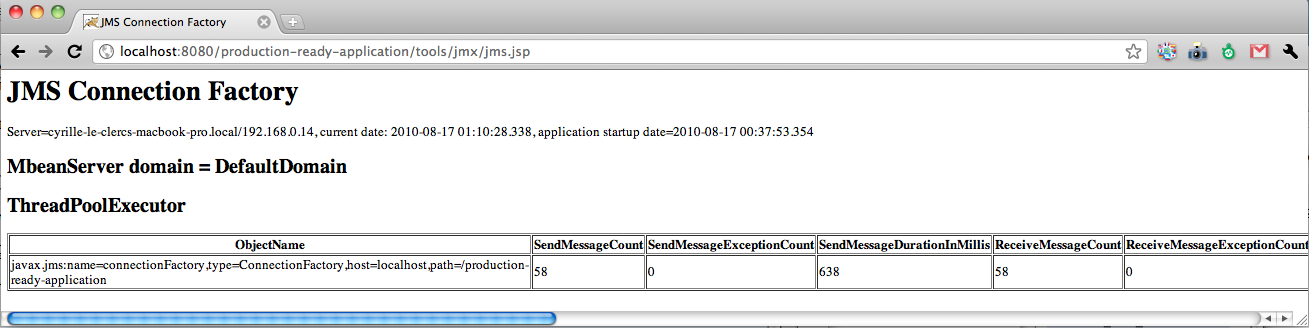 JMS Connection Factory
localhost:8080/production-ready-application/tools/jmx/jms.jsp
JMS Connection Factory
Server=cyrille-le-clercs-macbook-pro.local/192.168.0.14, current date: 2010-08-17 01:10:28.338, application startup date=2010-08-17 00:37:53.354
MbeanServer domain = DefaultDomain
ThreadPoolExecutor
ObjectName SendMessageCount SendMessageExceptionCount SendMessageDurationInMillis ReceiveMessageCount ReceiveMessageExceptionCount
javax.jms:name=connectionFactory,type=ConnectionFactory,host=localhost,path=/production-
ready-application 58 0 638 58 0